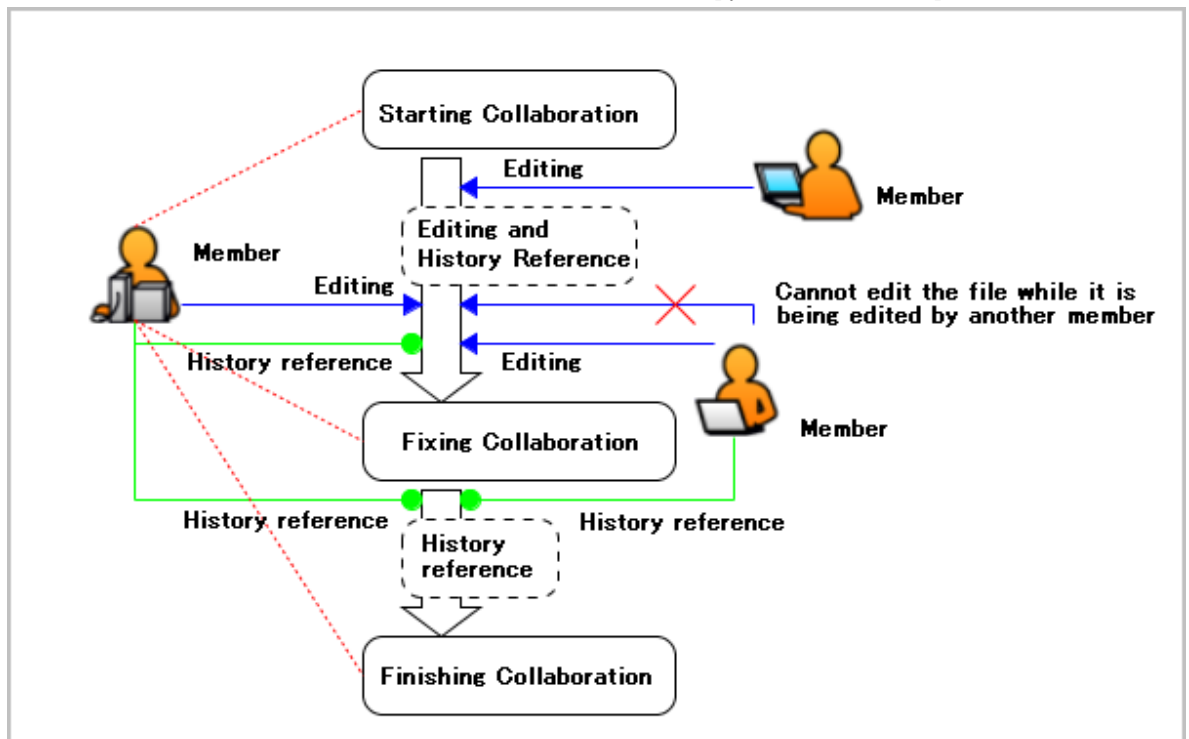 Starting Collaboration
Editing
Member
Editing and
History Reference
Member
Editing
Cannot edit the file while it is
being edited by another member
History reference
Editing
Fixing Collaboration
Member
History reference
History reference
History
reference
Finishing Collaboration